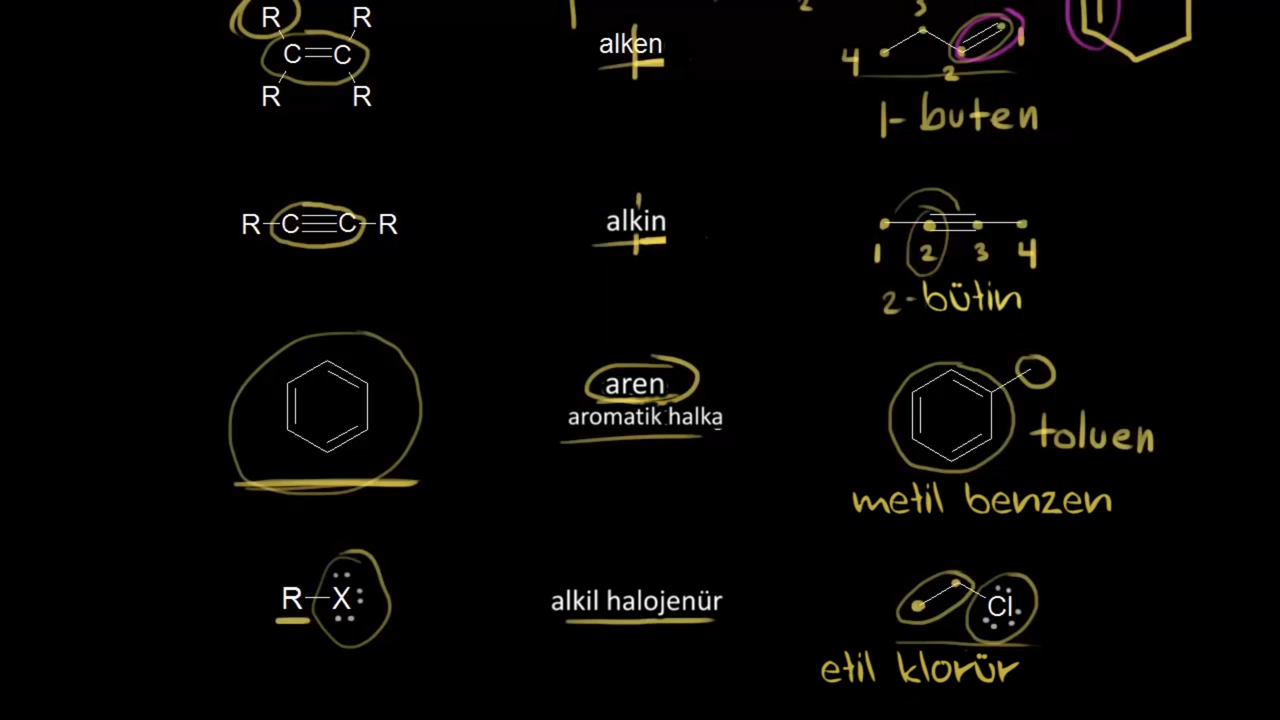 R R
C=C
R R
alken
3
4 2 1
1-buten
R-C≡C-R
alkin
1 2 3 4
2-bütin
aren
aromatik halka
toluen
metil benzen
R-X
alkil halojenür
Cl
etil klorür